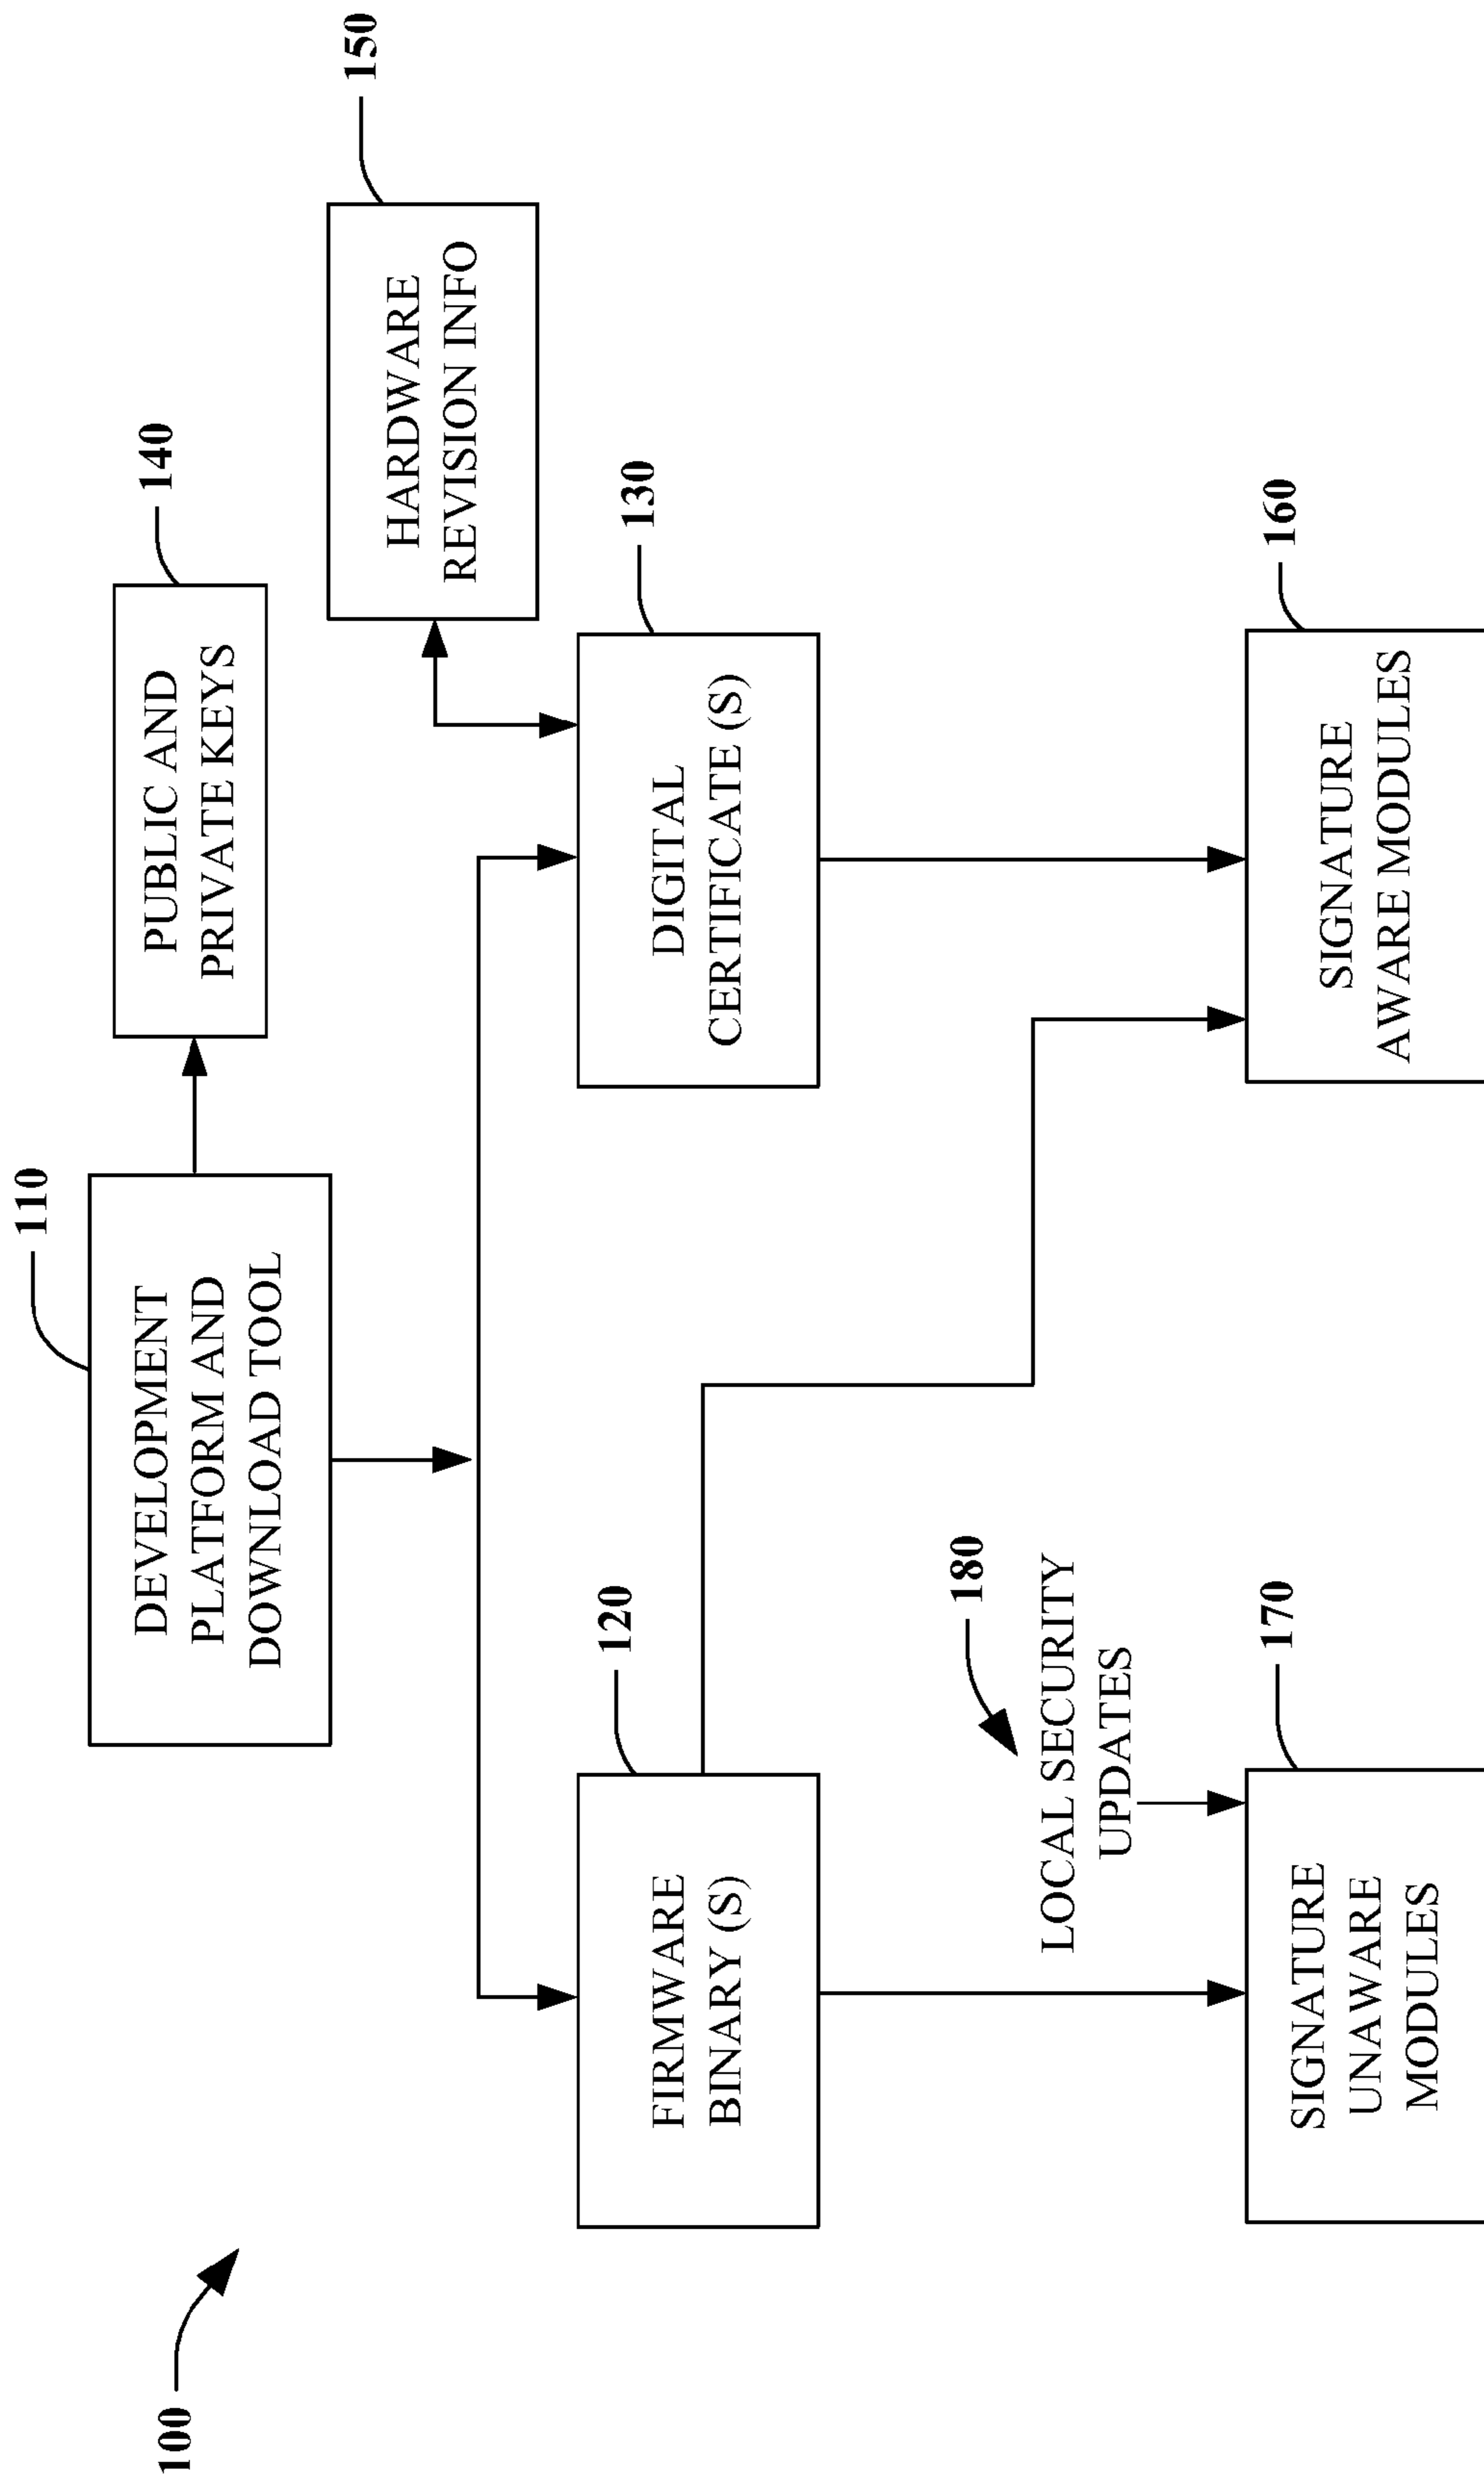 100
110
DEVELOPMENT
PLATFORM AND
DOWNLOAD TOOL
140
PUBLIC AND
PRIVATE KEYS
150
HARDWARE
REVISION INFO
120
FIRMWARE
BINARY (S)
130
DIGITAL
CERTIFICATE (S)
180
LOCAL SECURITY
UPDATES
170
SIGNATURE
UNAWARE
MODULES
160
SIGNATURE
AWARE MODULES